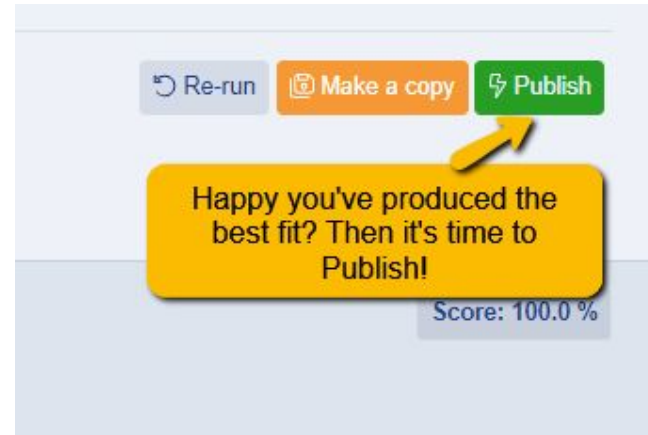 Re-run Make a copy Publish
Happy you've produced the
best fit? Then it's time to
Publish!
Score: 100.0 %